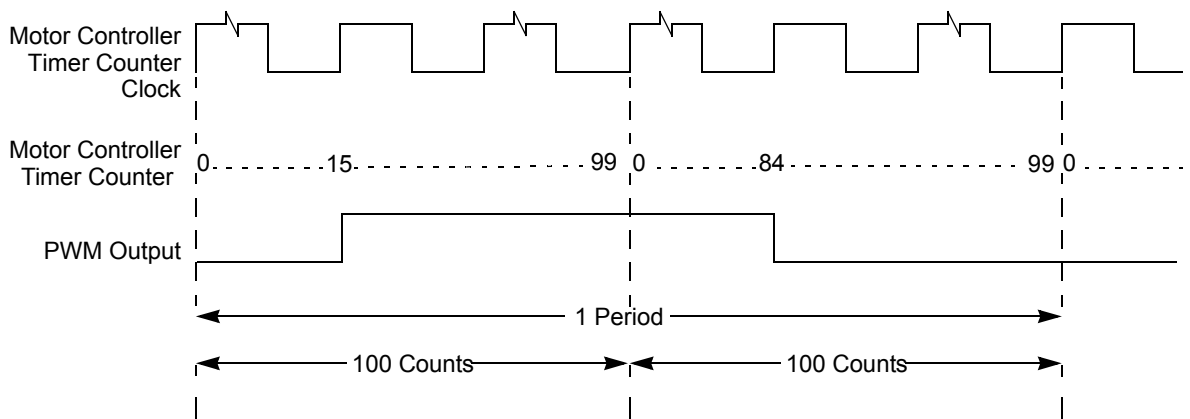 Motor Controller
Timer Counter
Clock
Motor Controller
Timer Counter
0 15 99 0 84 99 0
PWM Output
1 Period
100 Counts 100 Counts